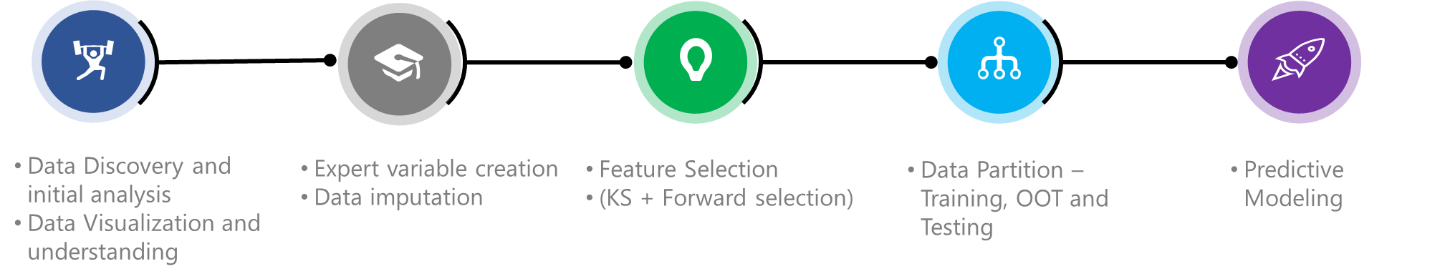 • Data Discovery and
initial analysis
• Data Visualization and
understanding
• Expert variable creation
• Data imputation
• Feature Selection
• (KS + Forward selection)
• Data Partition –
Training, OOT and
Testing
• Predictive
Modeling